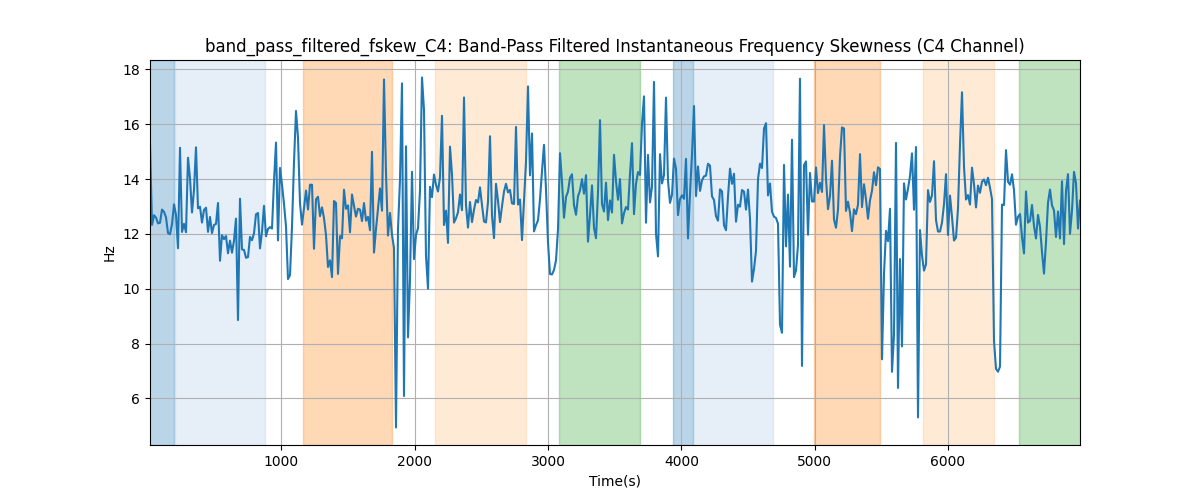 band_pass_filtered_fskew_C4: Band-Pass Filtered Instantaneous Frequency Skewness (C4 Channel)
18
16
14
12
10
8
6
Hz
1000 2000 3000 4000 5000 6000
Time(s)